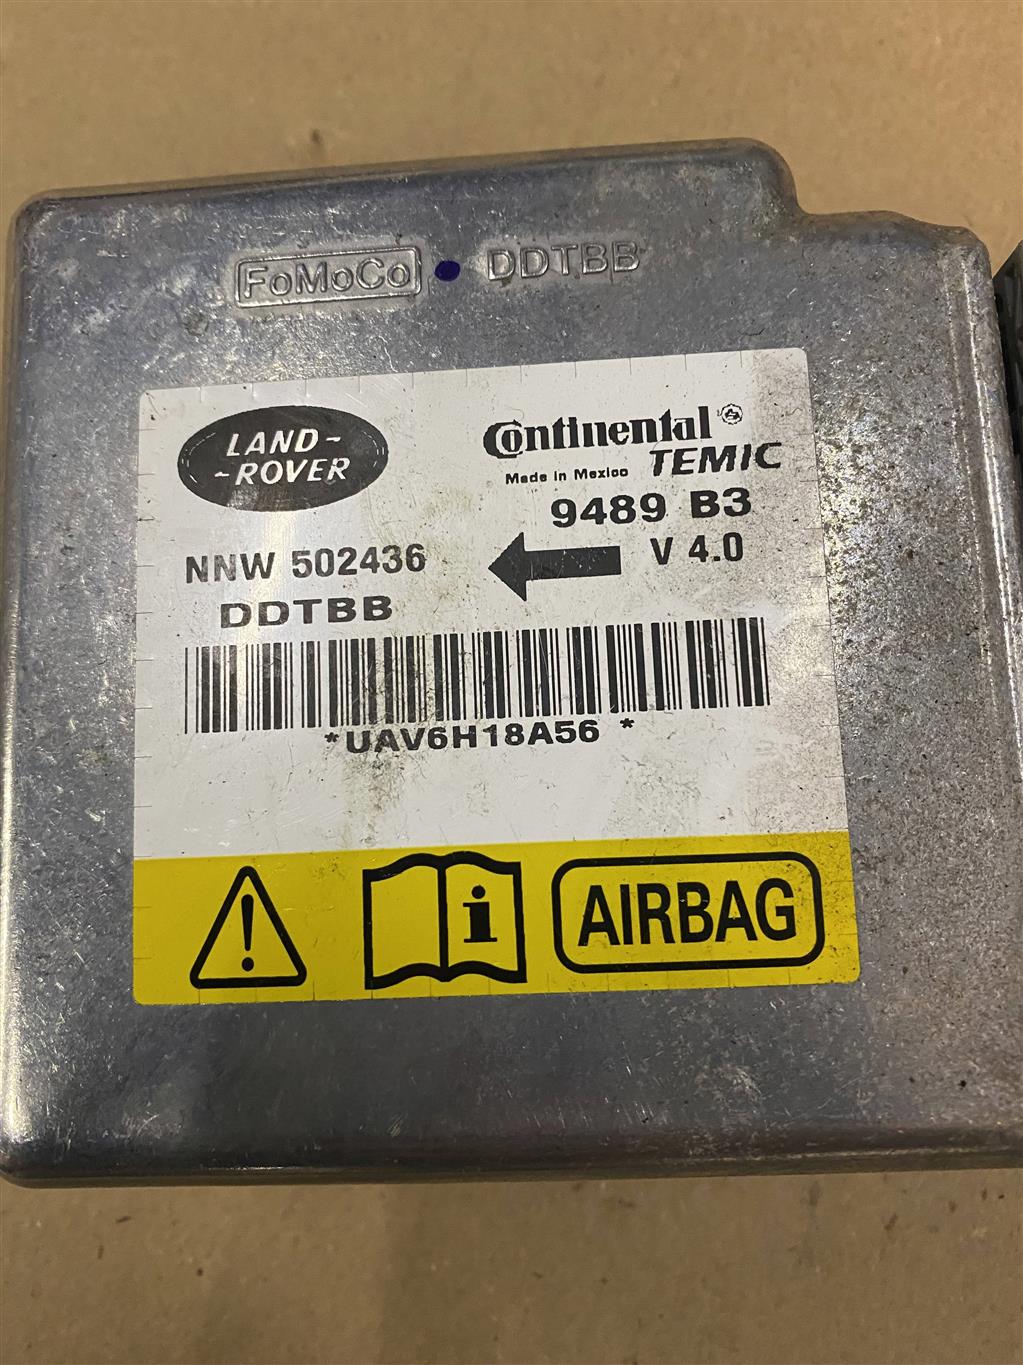 FoMoCo DDTBB
LAND-
-ROVER
Continental
Made in Mexico TEMIC
9489 B3
NNW 502436 V 4.0
DDTBB
*UAV6H18A56 *
! i AIRBAG